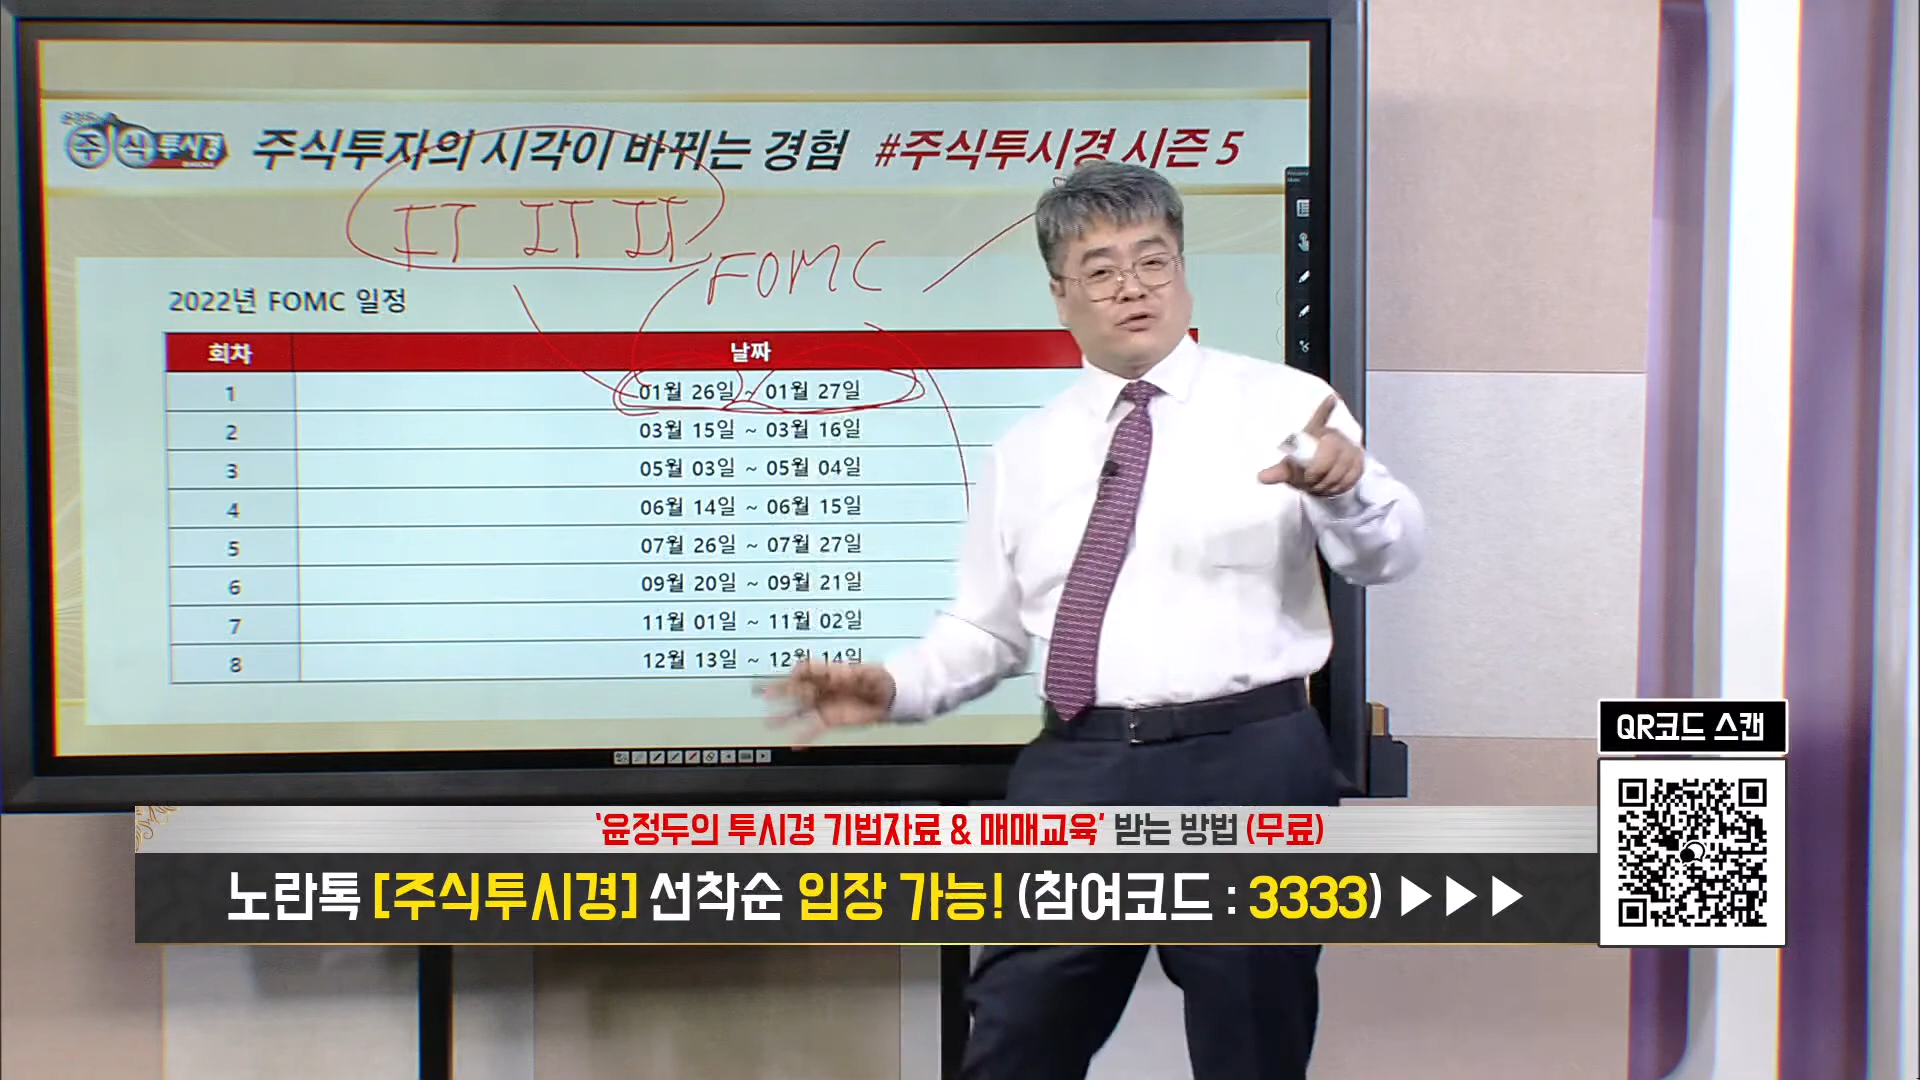 주식투시경 주식투자의 시각이 바뀌는 경험 #주식투시경 시즌 5
IT IT IT
FOMC
2022년 FOMC 일정
회차 날짜
1 01월 26일 ~ 01월 27일
2 03월 15일 ~ 03월 16일
3 05월 03일 ~ 05월 04일
4 06월 14일 ~ 06월 15일
5 07월 26일 ~ 07월 27일
6 09월 20일 ~ 09월 21일
7 11월 01일 ~ 11월 02일
8 12월 13일 ~ 12월 14일
QR코드 스캔
'윤정두의 투시경 기법자료 & 매매교육' 받는 방법 (무료)
노란톡 [주식투시경] 선착순 입장 가능! (참여코드 : 3333) ▶▶▶